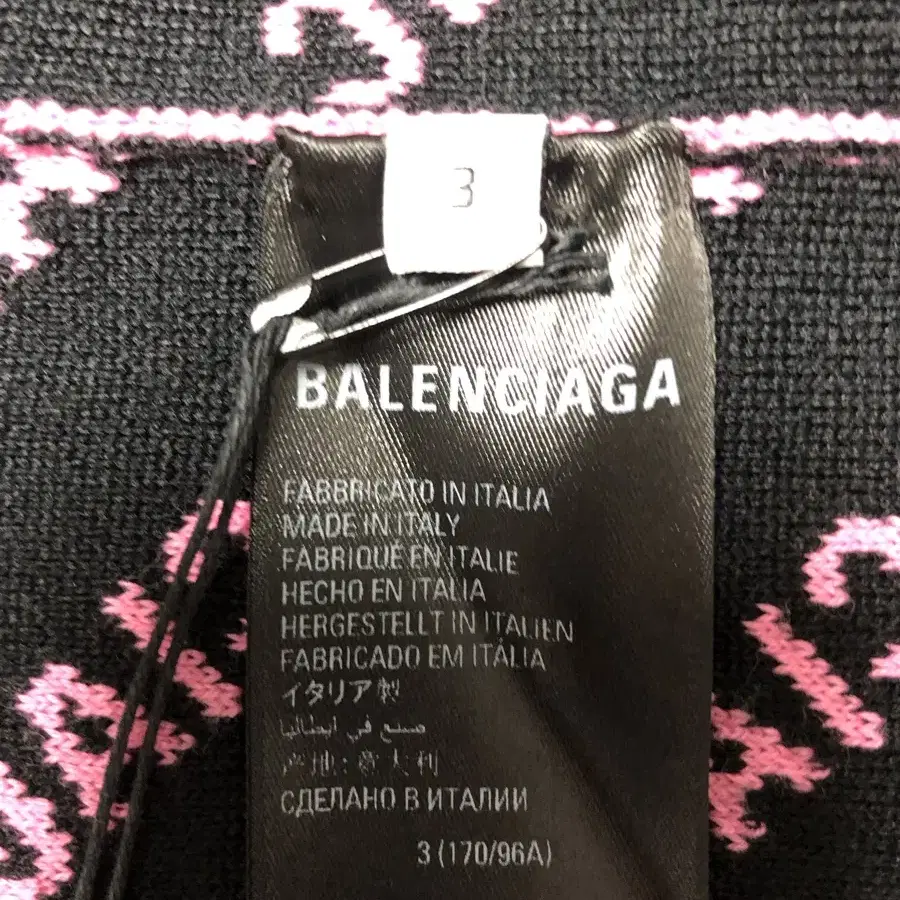 3
BALENCIAGA
FABBRICATO IN ITALIA
MADE IN ITALY
FABRIQUÉ EN ITALIE
HECHO EN ITALIA
HERGESTELLT IN ITALIEN
FABRICADO EM ITÁLIA
イタリア製
صنع في ايطاليا
产地:意大利
СДЕЛАНО В ИТАЛИИ
3 (170/96A)